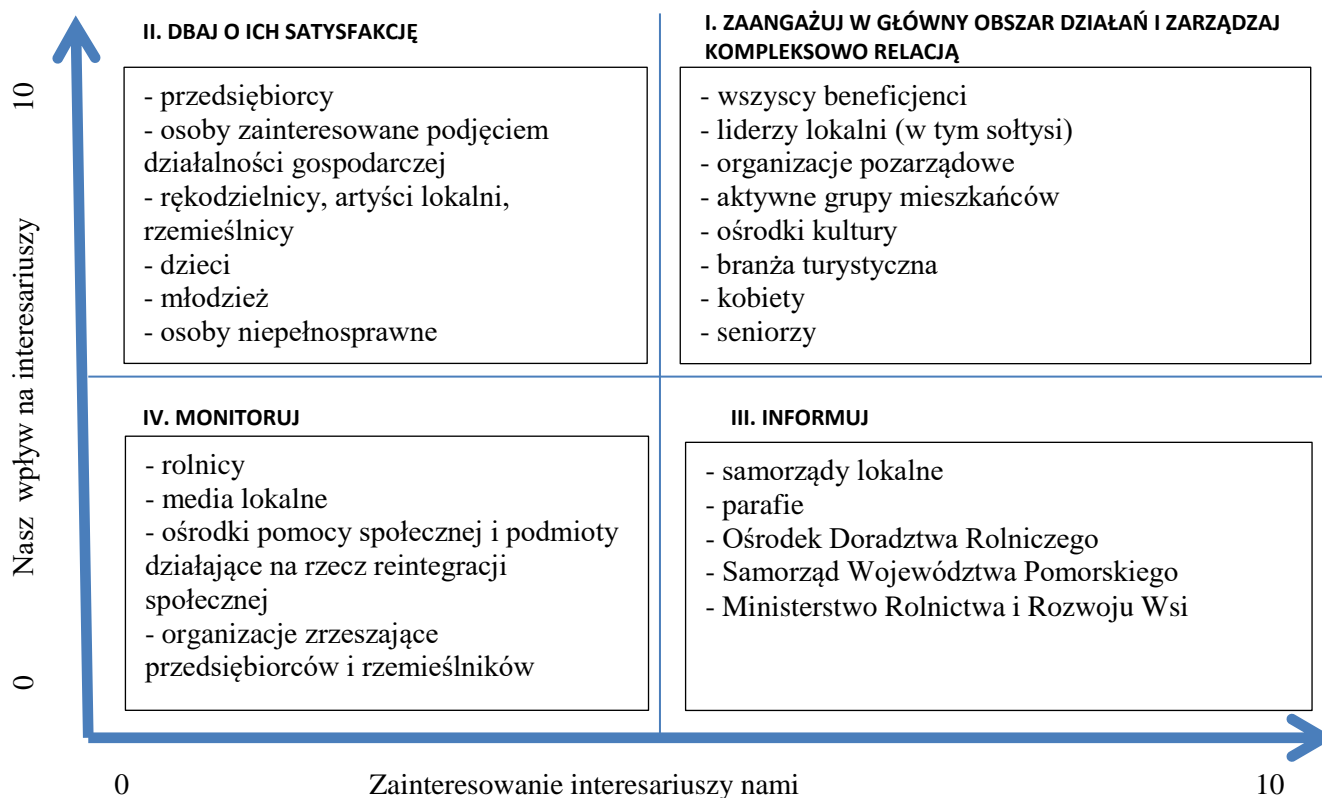 II. DBAJ O ICH SATYSFAKCJĘ
- przedsiębiorcy
- osoby zainteresowane podjęciem
działalności gospodarczej
- rękodzielnicy, artyści lokalni,
rzemieślnicy
- dzieci
- młodzież
- osoby niepełnosprawne
I. ZAANGAŻUJ W GŁÓWNY OBSZAR DZIAŁAŃ I ZARZĄDZAJ
KOMPLEKSOWO RELACJĄ
- wszyscy beneficjenci
- liderzy lokalni (w tym sołtysi)
- organizacje pozarządowe
- aktywne grupy mieszkańców
- ośrodki kultury
- branża turystyczna
- kobiety
- seniorzy
IV. MONITORUJ
- rolnicy
- media lokalne
- ośrodki pomocy społecznej i podmioty
działające na rzecz reintegracji
społecznej
- organizacje zrzeszające
przedsiębiorców i rzemieślników
III. INFORMUJ
- samorządy lokalne
- parafie
- Ośrodek Doradztwa Rolniczego
- Samorząd Województwa Pomorskiego
- Ministerstwo Rolnictwa i Rozwoju Wsi
0 Nasz wpływ na interesariuszy 10
0 Zainteresowanie interesariuszy nami 10